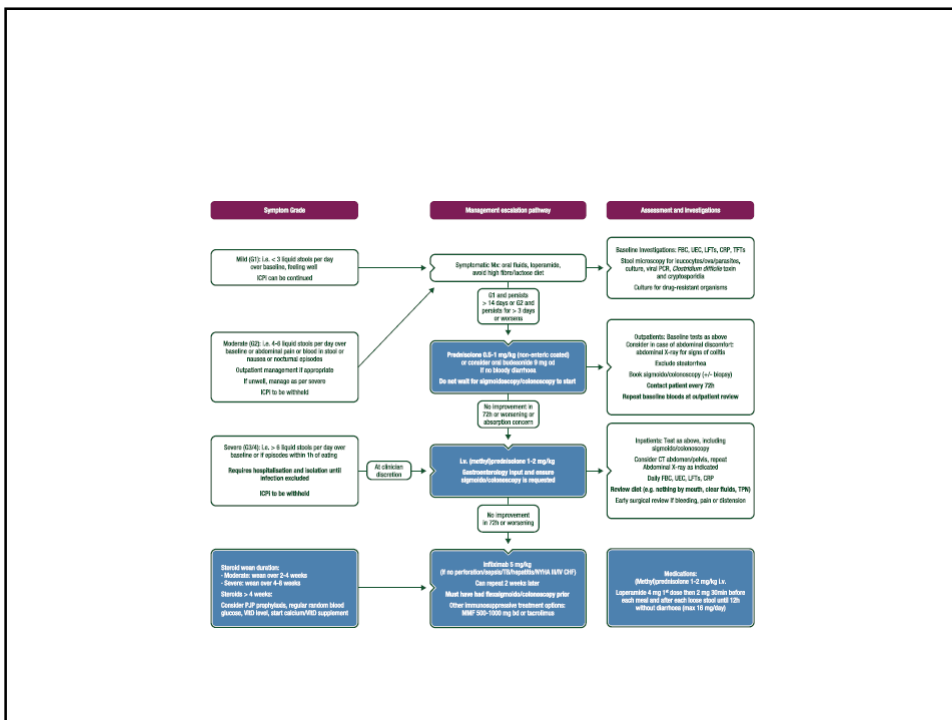 Symptom Grade
Management escalation pathway
Assessment and Investigations
Mild (G1): i.e. < 3 liquid stools per day
over baseline, feeling well
ICPI can be continued
Symptomatic Mx: oral fluids, loperamide,
avoid high fibre/lactose diet
Baseline investigations: FBC, UEC, LFTs, CRP, TFTs
Stool microscopy for leucocytes/ova/parasites,
culture, viral PCR, Clostridium difficile toxin
and cryptosporidia
Culture for drug-resistant organisms
G1 and persists
> 14 days or G2 and
persists for > 3 days
or worsens
Moderate (G2): i.e. 4-6 liquid stools per day over
baseline or abdominal pain or blood in stool or
nausea or nocturnal episodes
Outpatient management if appropriate
If unwell, manage as per severe
ICPI to be withheld
Prednisolone 0.5-1 mg/kg (non-enteric coated)
or consider oral budesonide 9 mg od
if no bloody diarrhoea
Do not wait for sigmoidoscopy/colonoscopy to start
Outpatients: Baseline tests as above
Consider in case of abdominal discomfort:
abdominal X-ray for signs of colitis
Exclude steatorrhea
Book sigmoido/colonoscopy (+/- biopsy)
Contact patient every 72h
Repeat baseline bloods at outpatient review
No improvement in
72h or worsening or
absorption concern
Severe (G3/4): i.e. > 6 liquid stools per day over
baseline or if episodes within 1h of eating
Requires hospitalisation and isolation until
infection excluded
ICPI to be withheld
At clinician
discretion
i.v. (methyl)prednisolone 1-2 mg/kg
Gastroenterology input and ensure
sigmoido/colonoscopy is requested
Inpatients: Test as above, including
sigmoido/colonoscopy
Consider CT abdomen/pelvis, repeat
Abdominal X-ray as indicated
Daily FBC, UEC, LFTs, CRP
Review diet (e.g. nothing by mouth, clear fluids, TPN)
Early surgical review if bleeding, pain or distension
No improvement
in 72h or worsening
Steroid wean duration:
- Moderate: wean over 2-4 weeks
- Severe: wean over 4-8 weeks
Steroids > 4 weeks:
Consider PJP prophylaxis, regular random blood
glucose, VitD level, start calcium/VitD supplement
Infliximab 5 mg/kg
(if no perforation/sepsis/TB/hepatitis/NYHA III/IV CHF)
Can repeat 2 weeks later
Must have had flexsigmoido/colonoscopy prior
Other immunosuppressive treatment options:
MMF 500-1000 mg bd or tacrolimus
Medications:
(Methyl)prednisolone 1-2 mg/kg i.v.
Loperamide 4 mg 1st dose then 2 mg 30min before
each meal and after each loose stool until 12h
without diarrhoea (max 16 mg/day)